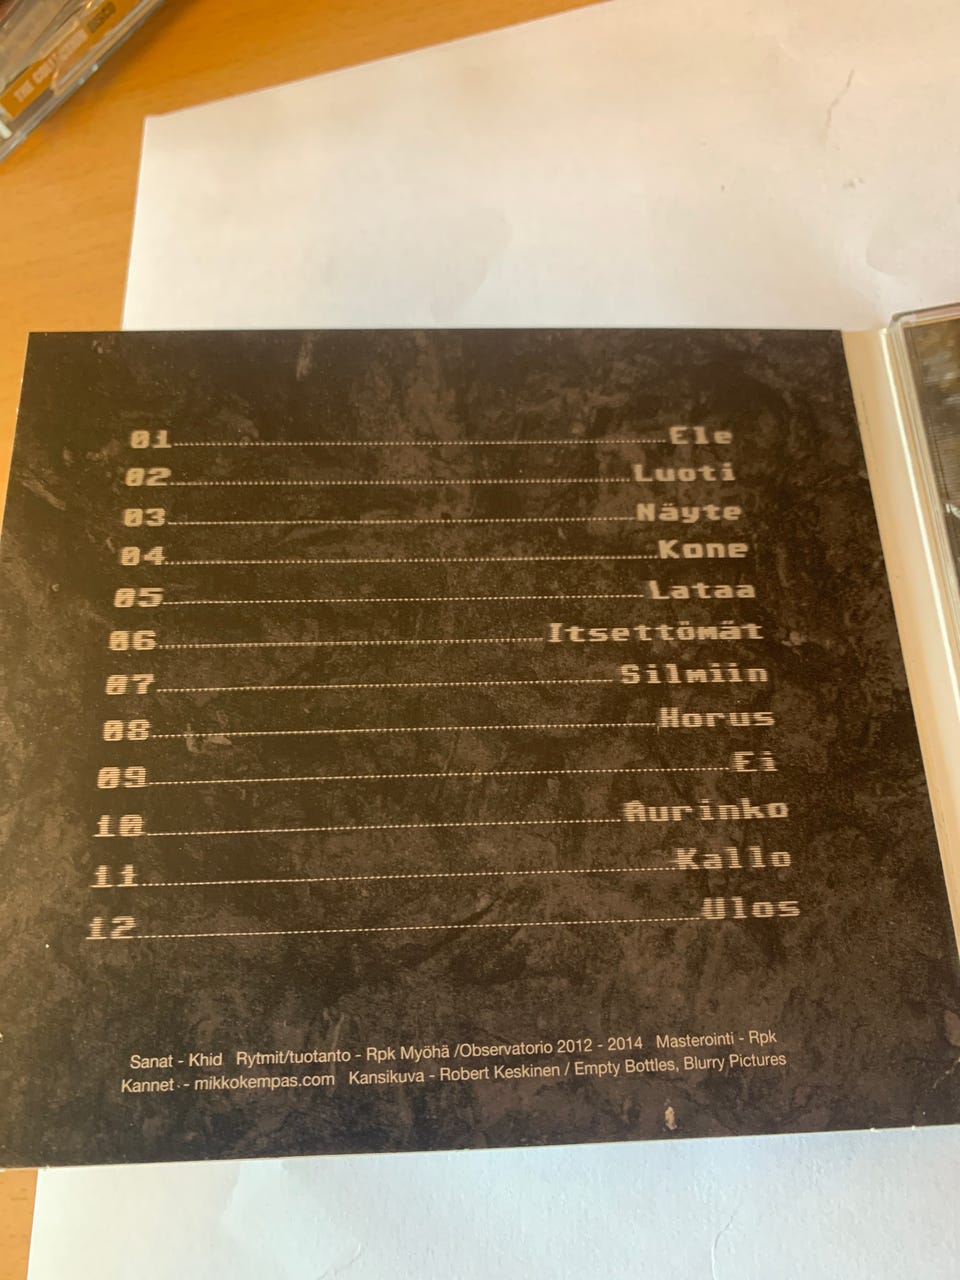 THE COLLECTION
01 Ele
02 Luoti
03 Näyte
04 Kone
05 Lataa
06 Itsettömät
07 Silmiin
08 Horus
09 Ei
10 Aurinko
11 Kallo
12 Ulos
Sanat - Khid Rytmit/tuotanto - Rpk Myöhä /Observatorio 2012 - 2014 Masterointi - Rpk
Kannet - mikkokempas.com Kansikuva - Robert Keskinen / Empty Bottles, Blurry Pictures